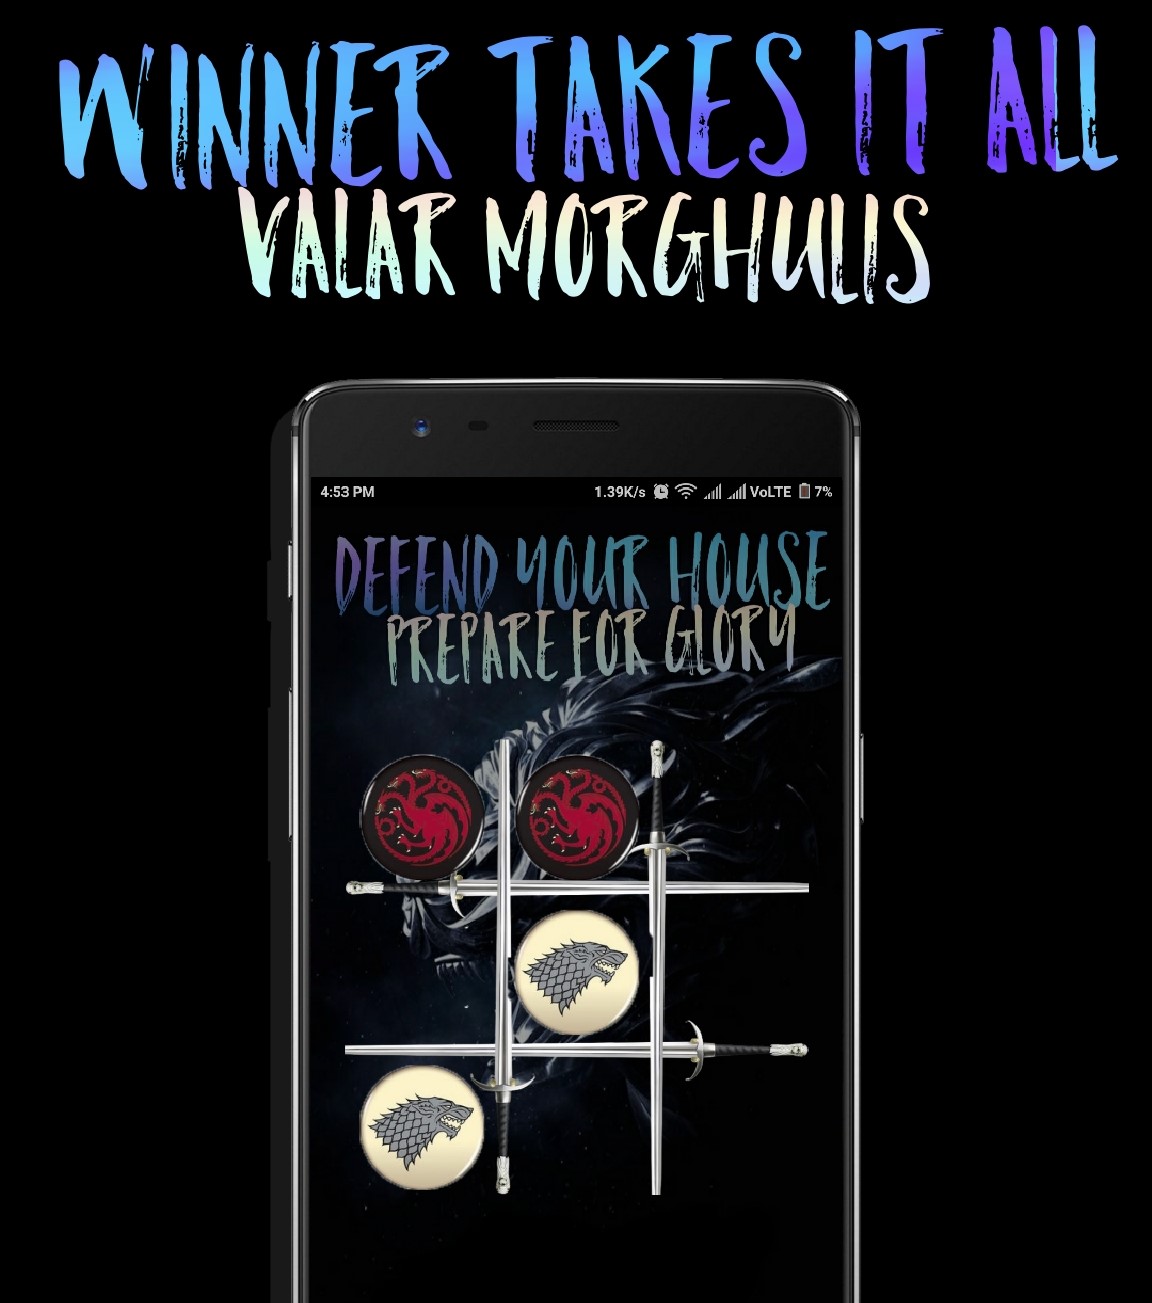 WINNER TAKES IT ALL
VALAR MORGHULIS
4:53 PM 1.39K/s VoLTE 7%
DEFEND YOUR HOUSE
PREPARE FOR GLORY